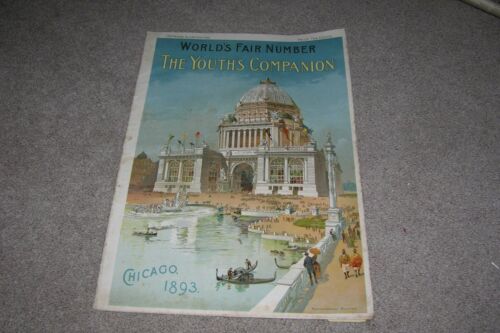 WORLD'S FAIR NUMBER
THE YOUTH'S COMPANION
CHICAGO,
1893.